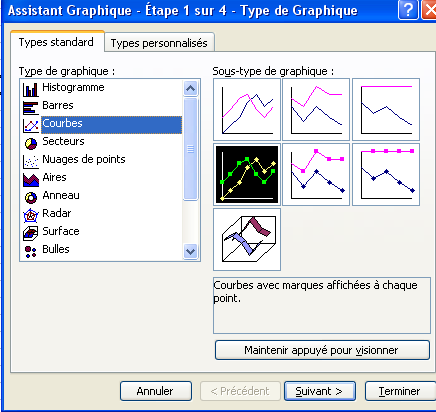 Assistant Graphique - Étape 1 sur 4 - Type de Graphique
Types standard
Types personnalisés
Type de graphique :
Histogramme
Barres
Courbes
Secteurs
Nuages de points
Aires
Anneau
Radar
Surface
Bulles
Sous-type de graphique :
Courbes avec marques affichées à chaque
point.
Maintenir appuyé pour visionner
Annuler
< Précédent
Suivant >
Terminer